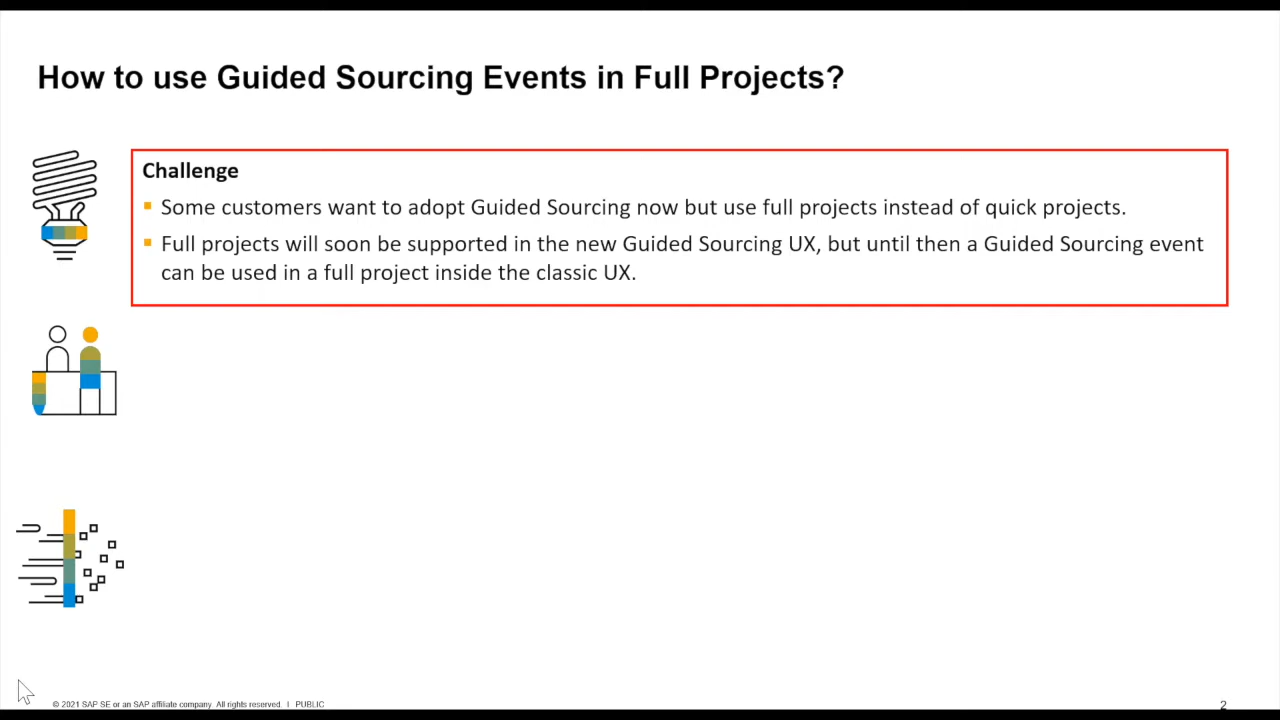 How to use Guided Sourcing Events in Full Projects?
Challenge
Some customers want to adopt Guided Sourcing now but use full projects instead of quick projects.
Full projects will soon be supported in the new Guided Sourcing UX, but until then a Guided Sourcing event
can be used in a full project inside the classic UX.
© 2021 SAP SE or an SAP affiliate company. All rights reserved. I PUBLIC
2